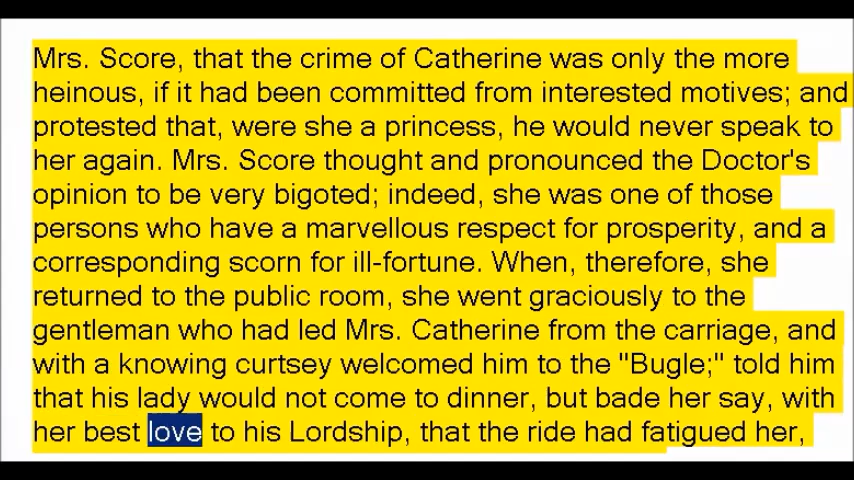 Mrs. Score, that the crime of Catherine was only the more
heinous, if it had been committed from interested motives; and
protested that, were she a princess, he would never speak to
her again. Mrs. Score thought and pronounced the Doctor's
opinion to be very bigoted; indeed, she was one of those
persons who have a marvellous respect for prosperity, and a
corresponding scorn for ill-fortune. When, therefore, she
returned to the public room, she went graciously to the
gentleman who had led Mrs. Catherine from the carriage, and
with a knowing curtsey welcomed him to the "Bugle;" told him
that his lady would not come to dinner, but bade her say, with
her best love to his Lordship, that the ride had fatigued her,